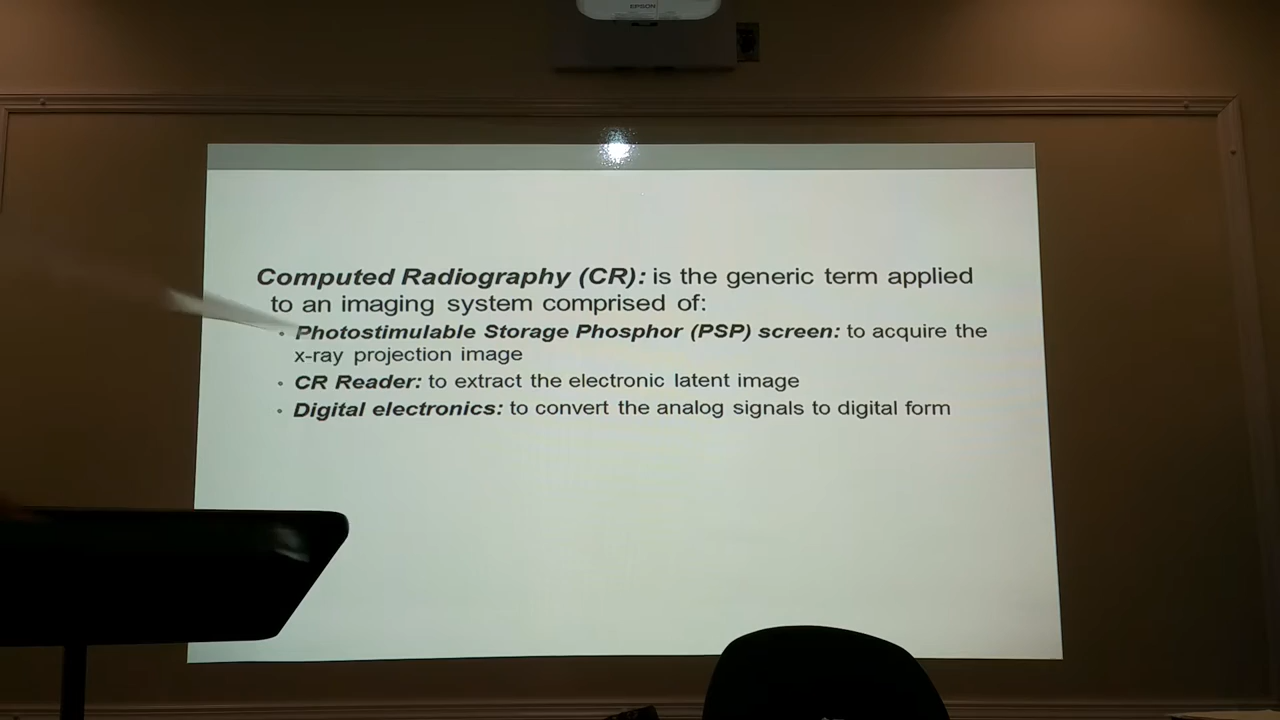 EPSON
Computed Radiography (CR): is the generic term applied
to an imaging system comprised of:
• Photostimulable Storage Phosphor (PSP) screen: to acquire the
x-ray projection image
• CR Reader: to extract the electronic latent image
• Digital electronics: to convert the analog signals to digital form